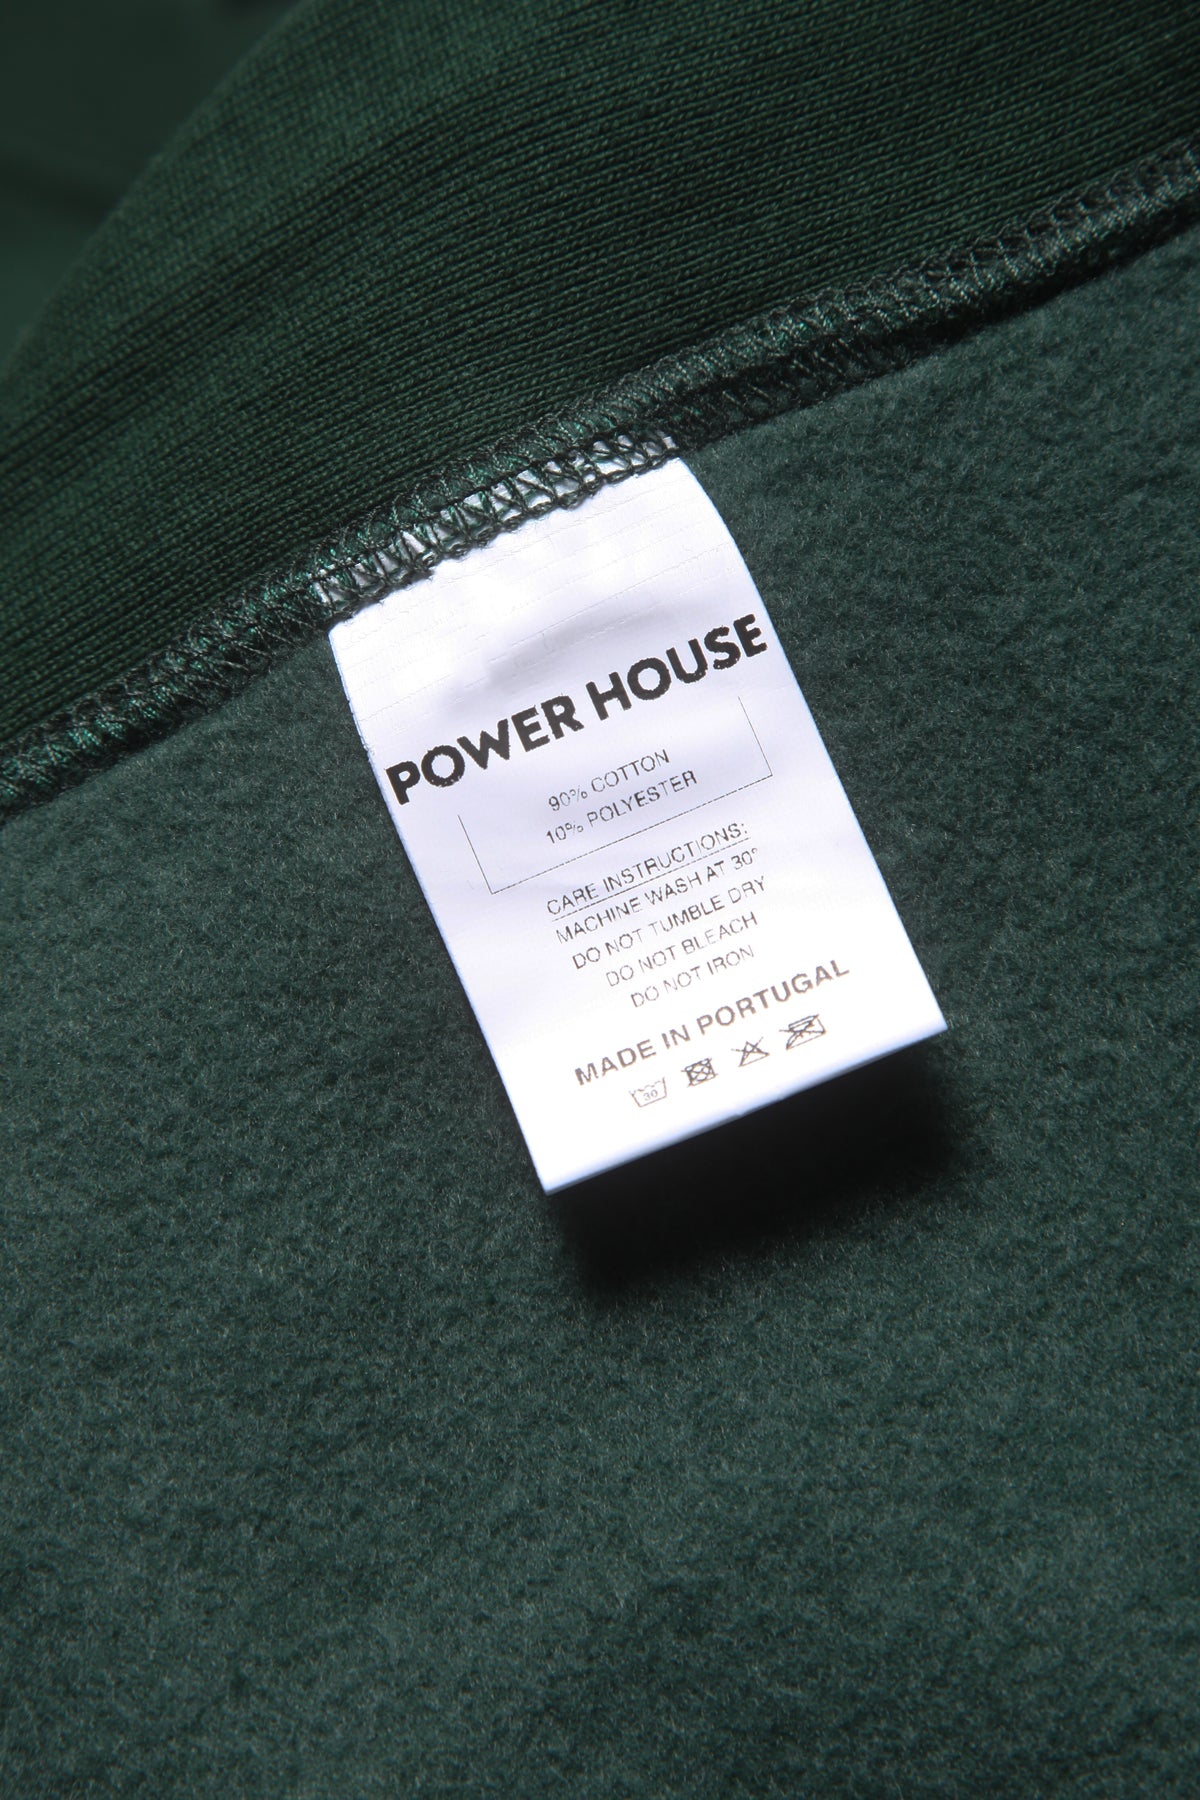 POWER HOUSE
90% COTTON
10% POLYESTER
CARE INSTRUCTIONS:
MACHINE WASH AT 30°
DO NOT TUMBLE DRY
DO NOT BLEACH
DO NOT IRON
MADE IN PORTUGAL
30